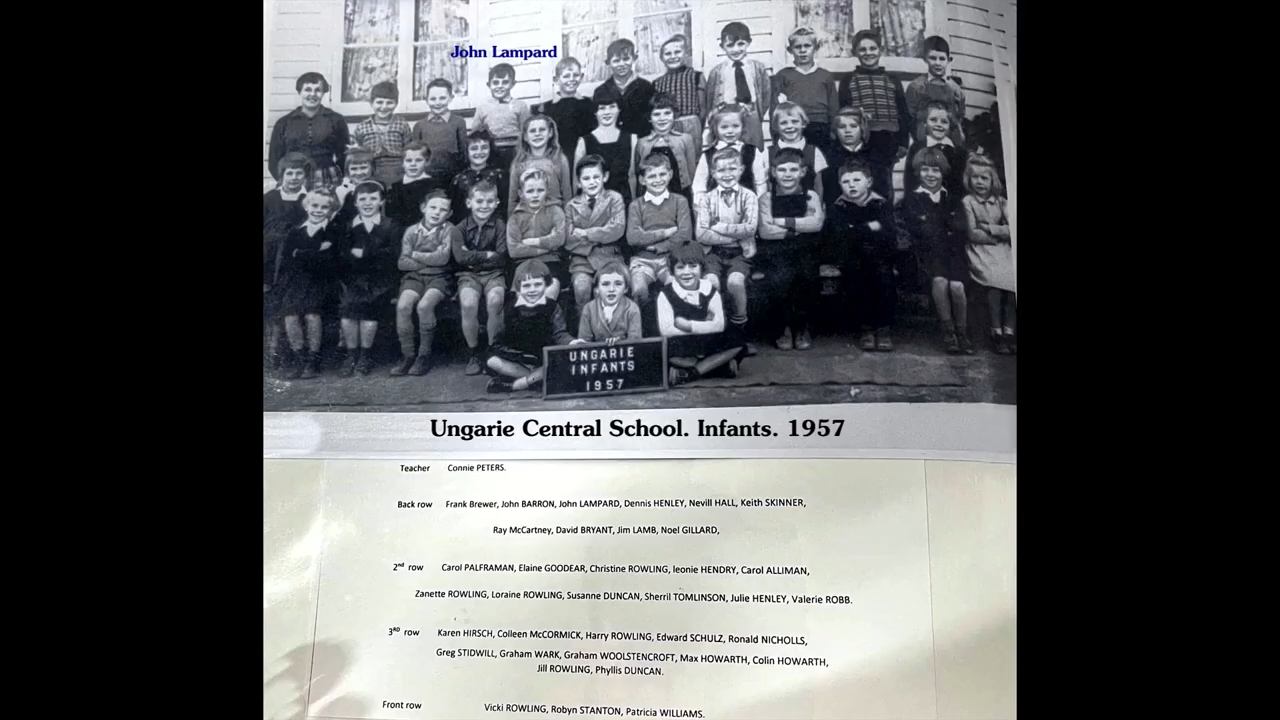 John Lampard
UNGARIE
INFANTS
1957
Ungarie Central School. Infants. 1957
Teacher Connie PETERS.
Back row Frank Brewer, John BARRON, John LAMPARD, Dennis HENLEY, Nevill HALL, Keith SKINNER,
Ray McCartney, David BRYANT, Jim LAMB, Noel GILLARD,
2nd row Carol PALFRAMAN, Elaine GOODEAR, Christine ROWLING, leonie HENDRY, Carol ALLIMAN,
Zanette ROWLING, Loraine ROWLING, Susanne DUNCAN, Sherril TOMLINSON, Julie HENLEY, Valerie ROBB.
3RD row Karen HIRSCH, Colleen McCORMICK, Harry ROWLING, Edward SCHULZ, Ronald NICHOLLS,
Greg STIDWILL, Graham WARK, Graham WOOLSTENCROFT, Max HOWARTH, Colin HOWARTH,
Jill ROWLING, Phyllis DUNCAN.
Front row Vicki ROWLING, Robyn STANTON, Patricia WILLIAMS.